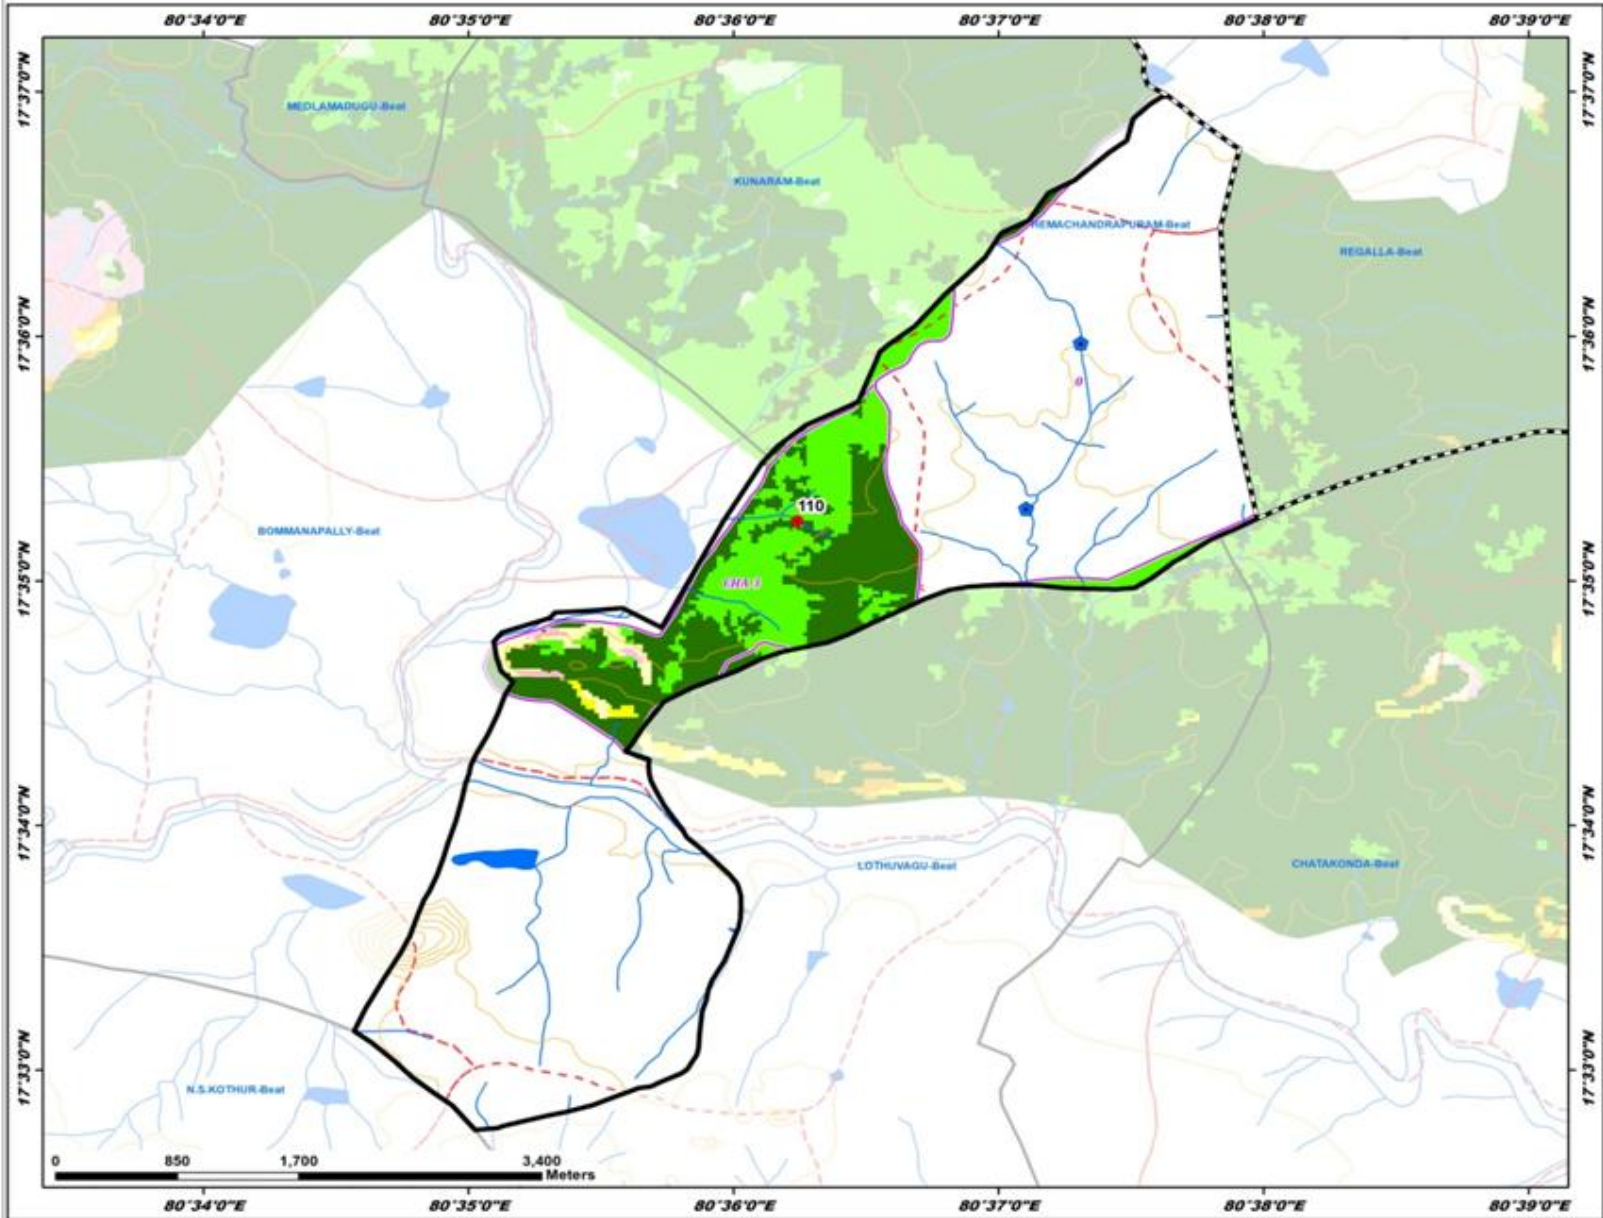 80°34'0"E 80°35'0"E 80°36'0"E 80°37'0"E 80°38'0"E 80°39'0"E
17°37'0"N 17°37'0"N
MEDLAMADUGU-Beat
KUNARAM-Beat
HEMACHANDRAPURAM-Beat
REGALLA-Beat
17°36'0"N 17°36'0"N
0
110
BOMMANAPALLY-Beat
CHA-1
17°35'0"N 17°35'0"N
17°34'0"N 17°34'0"N
LOTHUVAGU-Beat
CHATAKONDA-Beat
17°33'0"N 17°33'0"N
N.S.KOTHUR-Beat
0 850 1,700 3,400
Meters
80°34'0"E 80°35'0"E 80°36'0"E 80°37'0"E 80°38'0"E 80°39'0"E